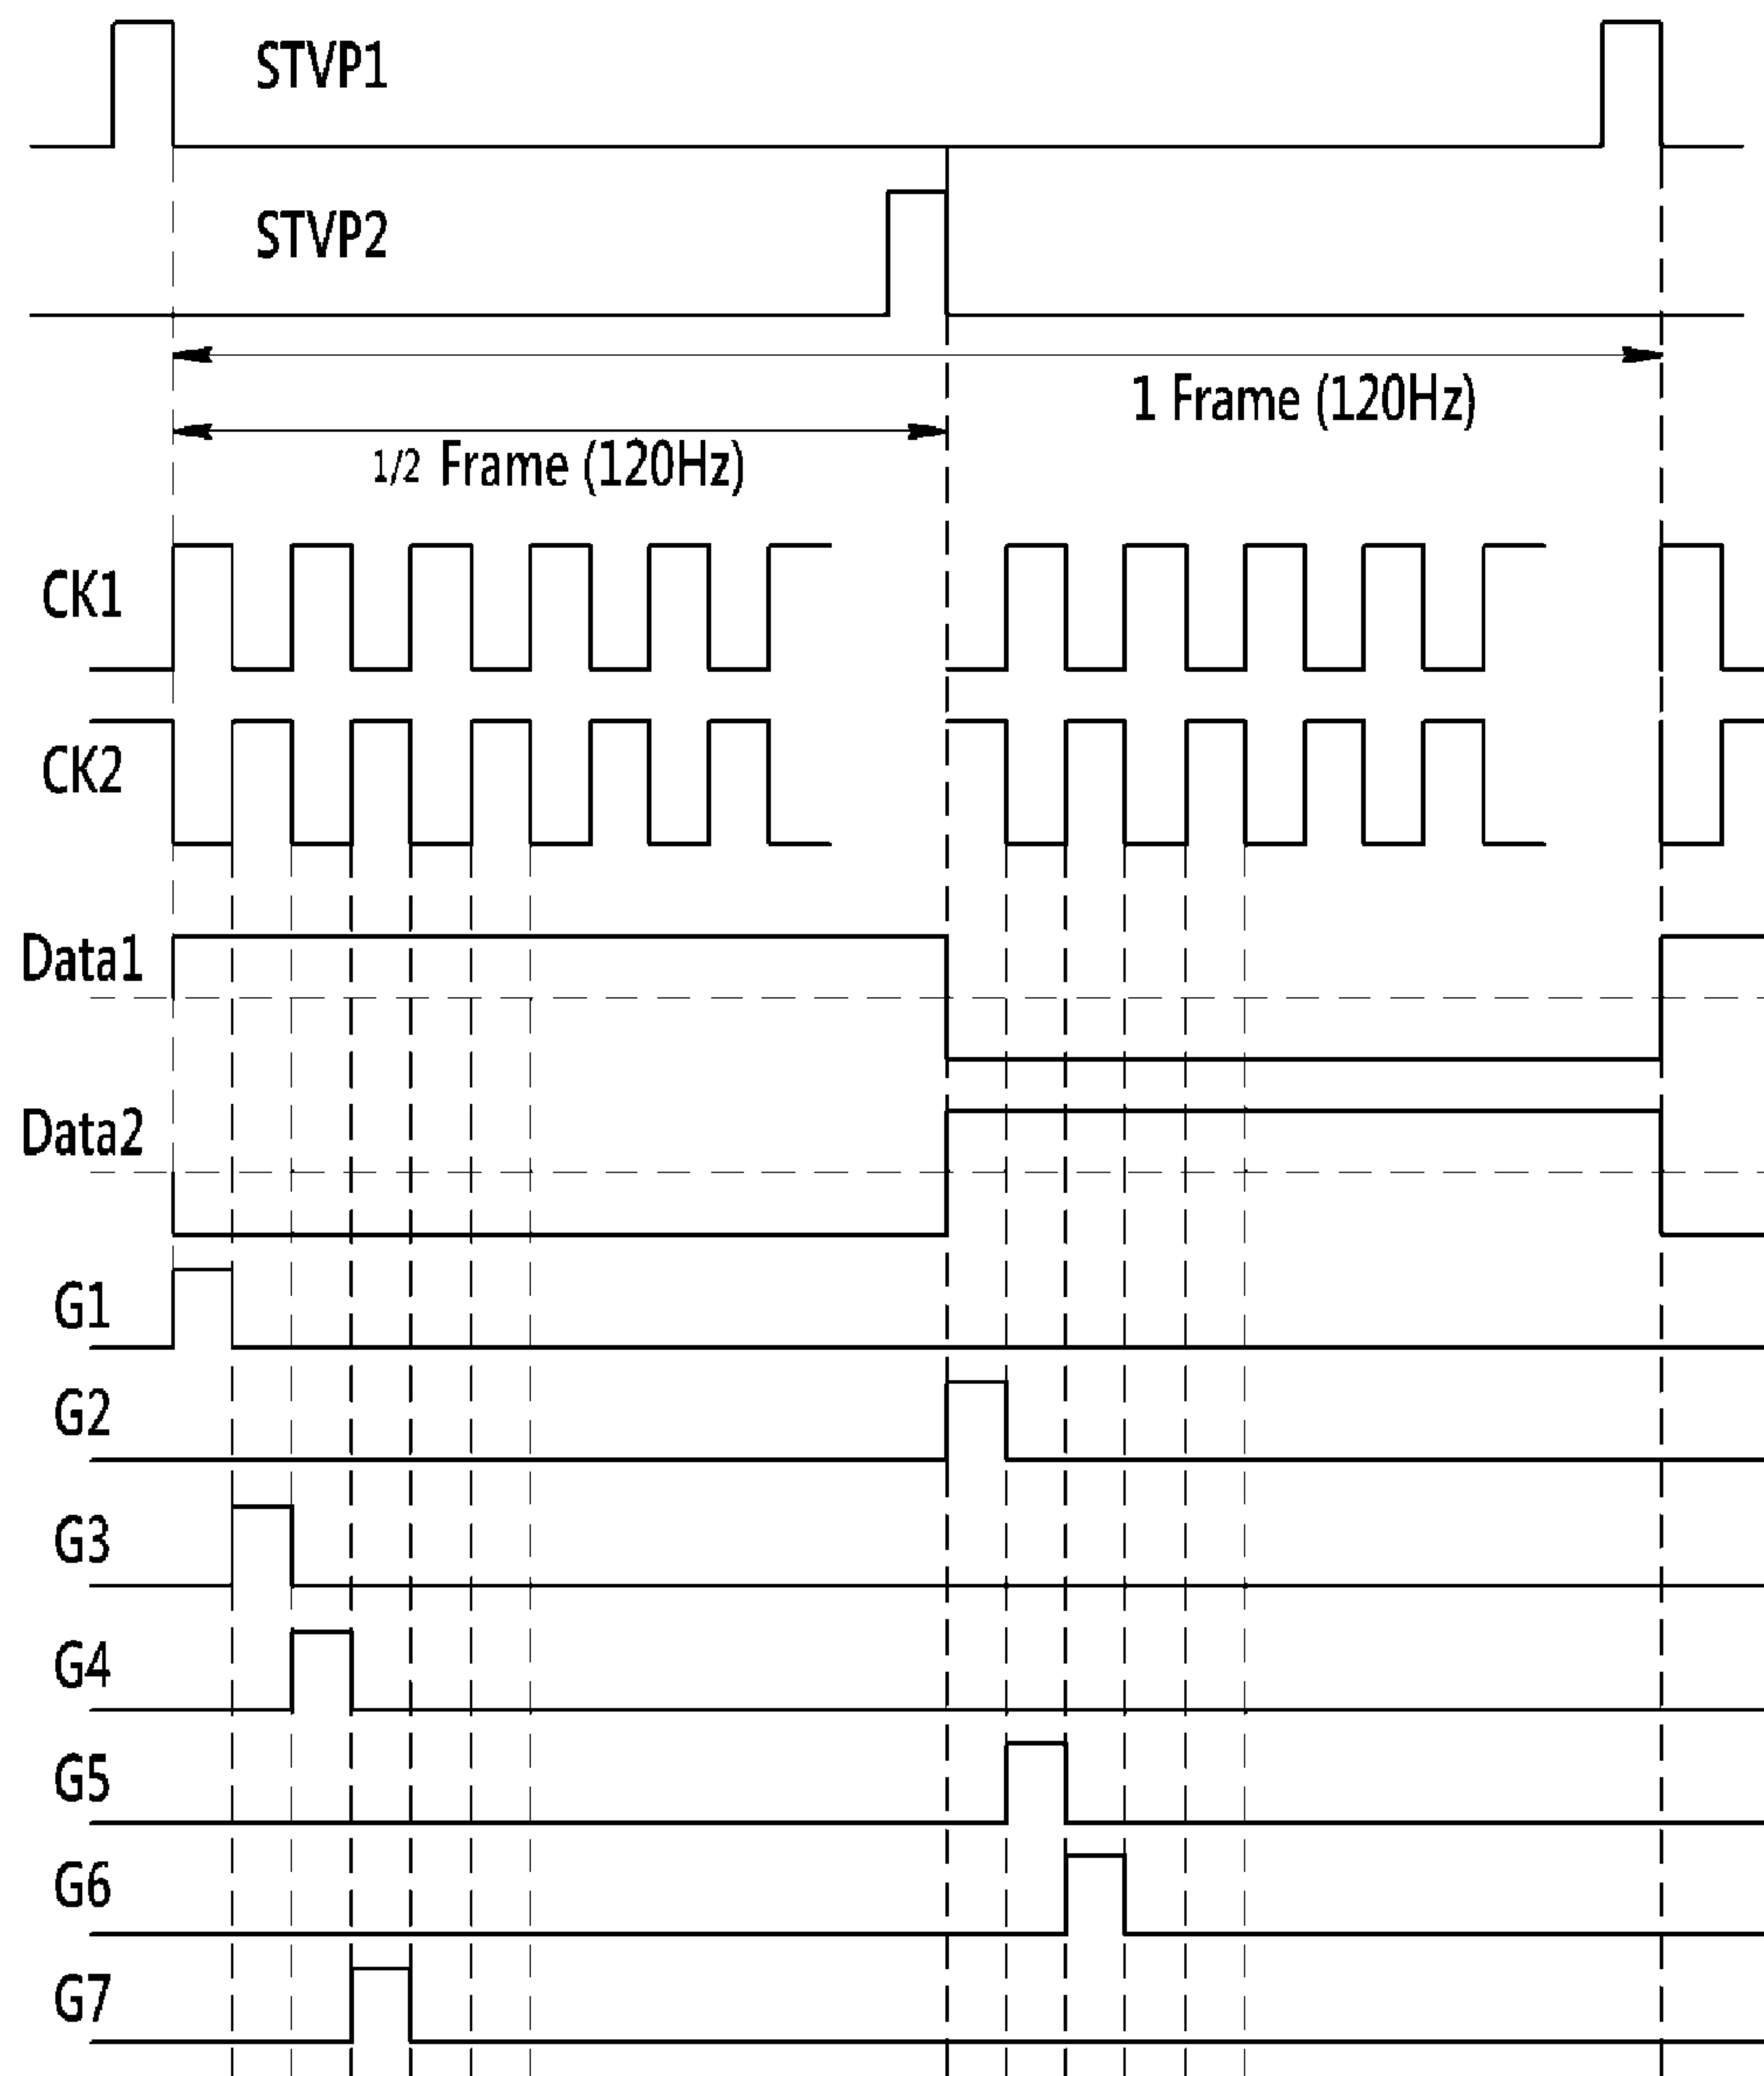 STVP1
STVP2
1 Frame (120Hz)
1/2 Frame (120Hz)
CK1
CK2
Data1
Data2
G1
G2
G3
G4
G5
G6
G7